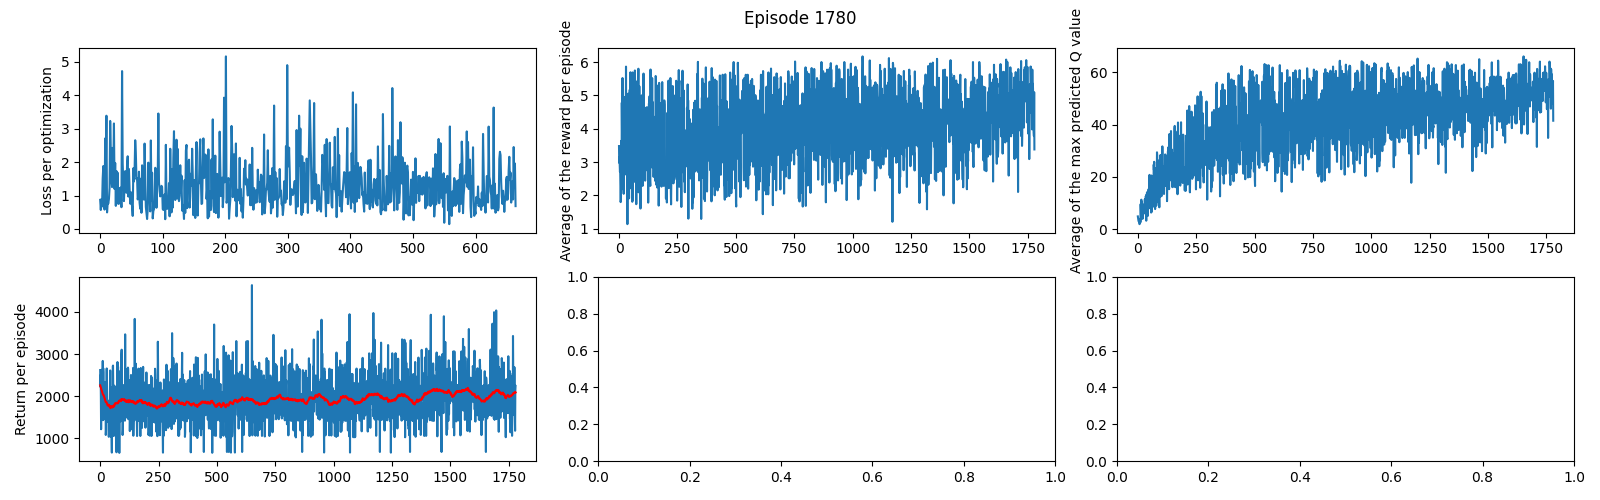 Episode 1780
Loss per optimization
5
4
3
2
1
0
0 100 200 300 400 500 600
Average of the reward per episode
6
5
4
3
2
1
0 250 500 750 1000 1250 1500 1750
Average of the max predicted Q value
60
40
20
0
0 250 500 750 1000 1250 1500 1750
Return per episode
4000
3000
2000
1000
0 250 500 750 1000 1250 1500 1750
1.0
0.8
0.6
0.4
0.2
0.0
0.0 0.2 0.4 0.6 0.8 1.0
1.0
0.8
0.6
0.4
0.2
0.0
0.0 0.2 0.4 0.6 0.8 1.0